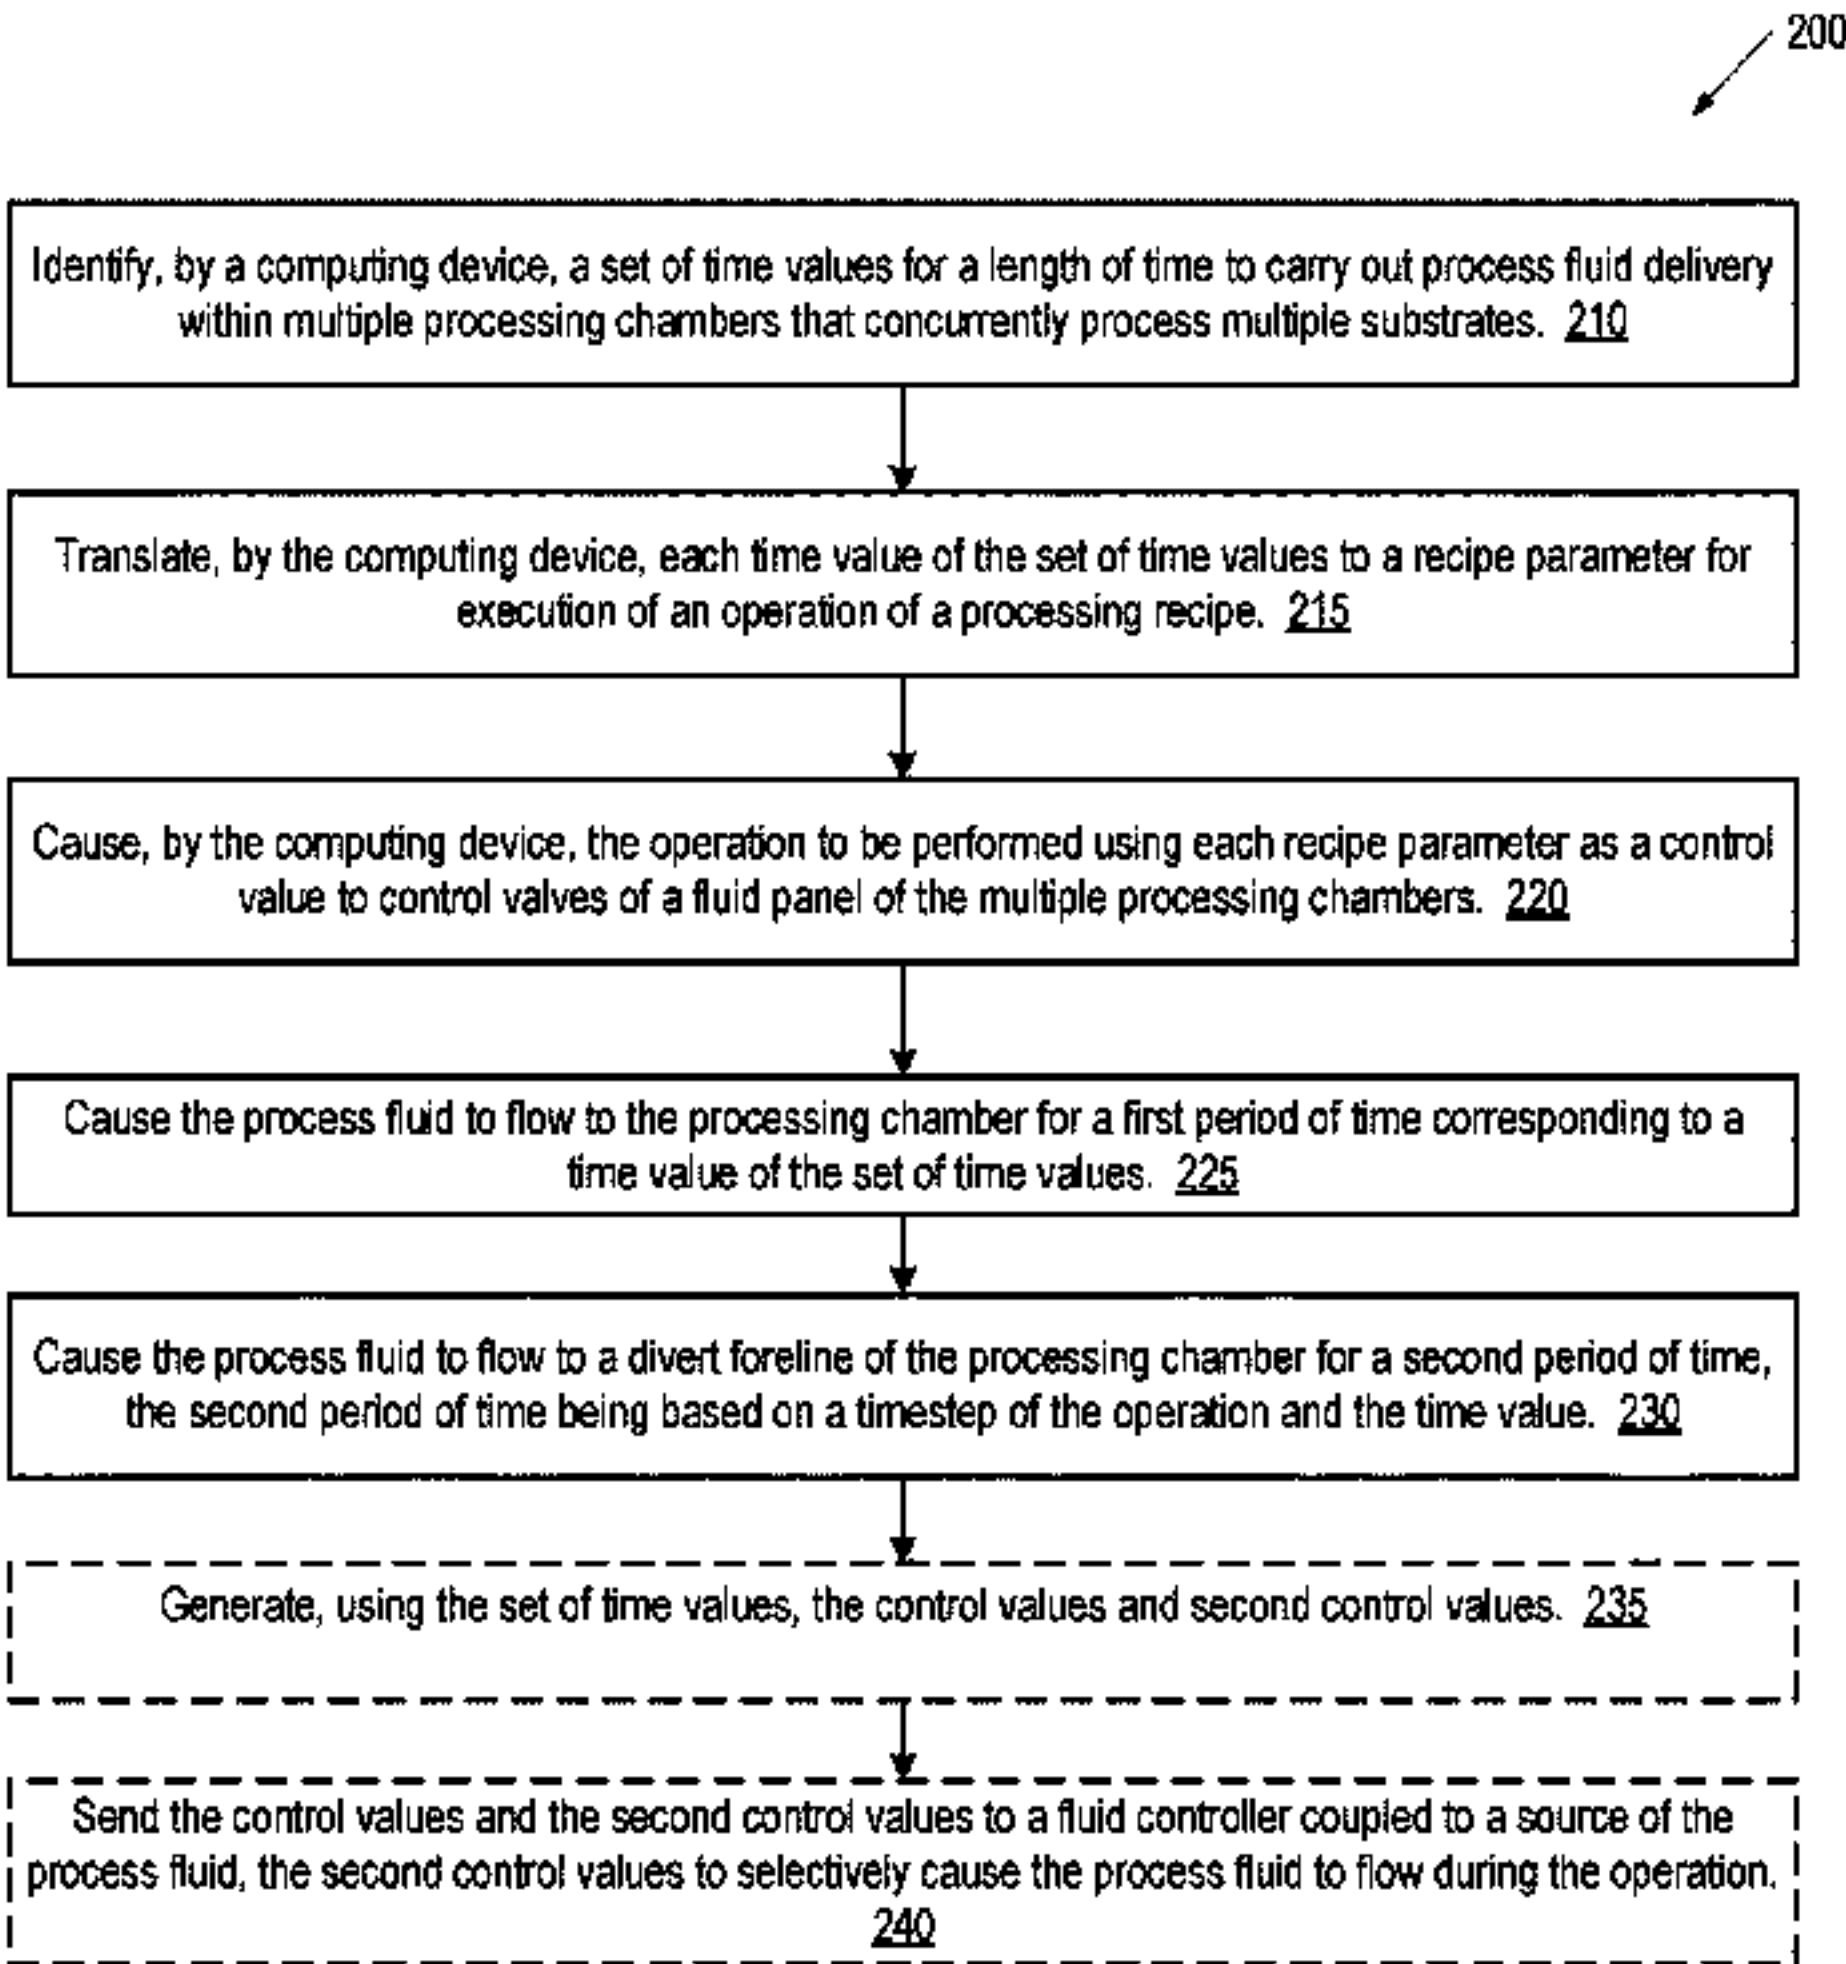 200
Identify, by a computing device, a set of time values for a length of time to carry out process fluid delivery
within multiple processing chambers that concurrently process multiple substrates. 210
Translate, by the computing device, each time value of the set of time values to a recipe parameter for
execution of an operation of a processing recipe. 215
Cause, by the computing device, the operation to be performed using each recipe parameter as a control
value to control valves of a fluid panel of the multiple processing chambers. 220
Cause the process fluid to flow to the processing chamber for a first period of time corresponding to a
time value of the set of time values. 225
Cause the process fluid to flow to a divert foreline of the processing chamber for a second period of time,
the second period of time being based on a timestep of the operation and the time value. 230
Generate, using the set of time values, the control values and second control values. 235
Send the control values and the second control values to a fluid controller coupled to a source of the
process fluid, the second control values to selectively cause the process fluid to flow during the operation.
240